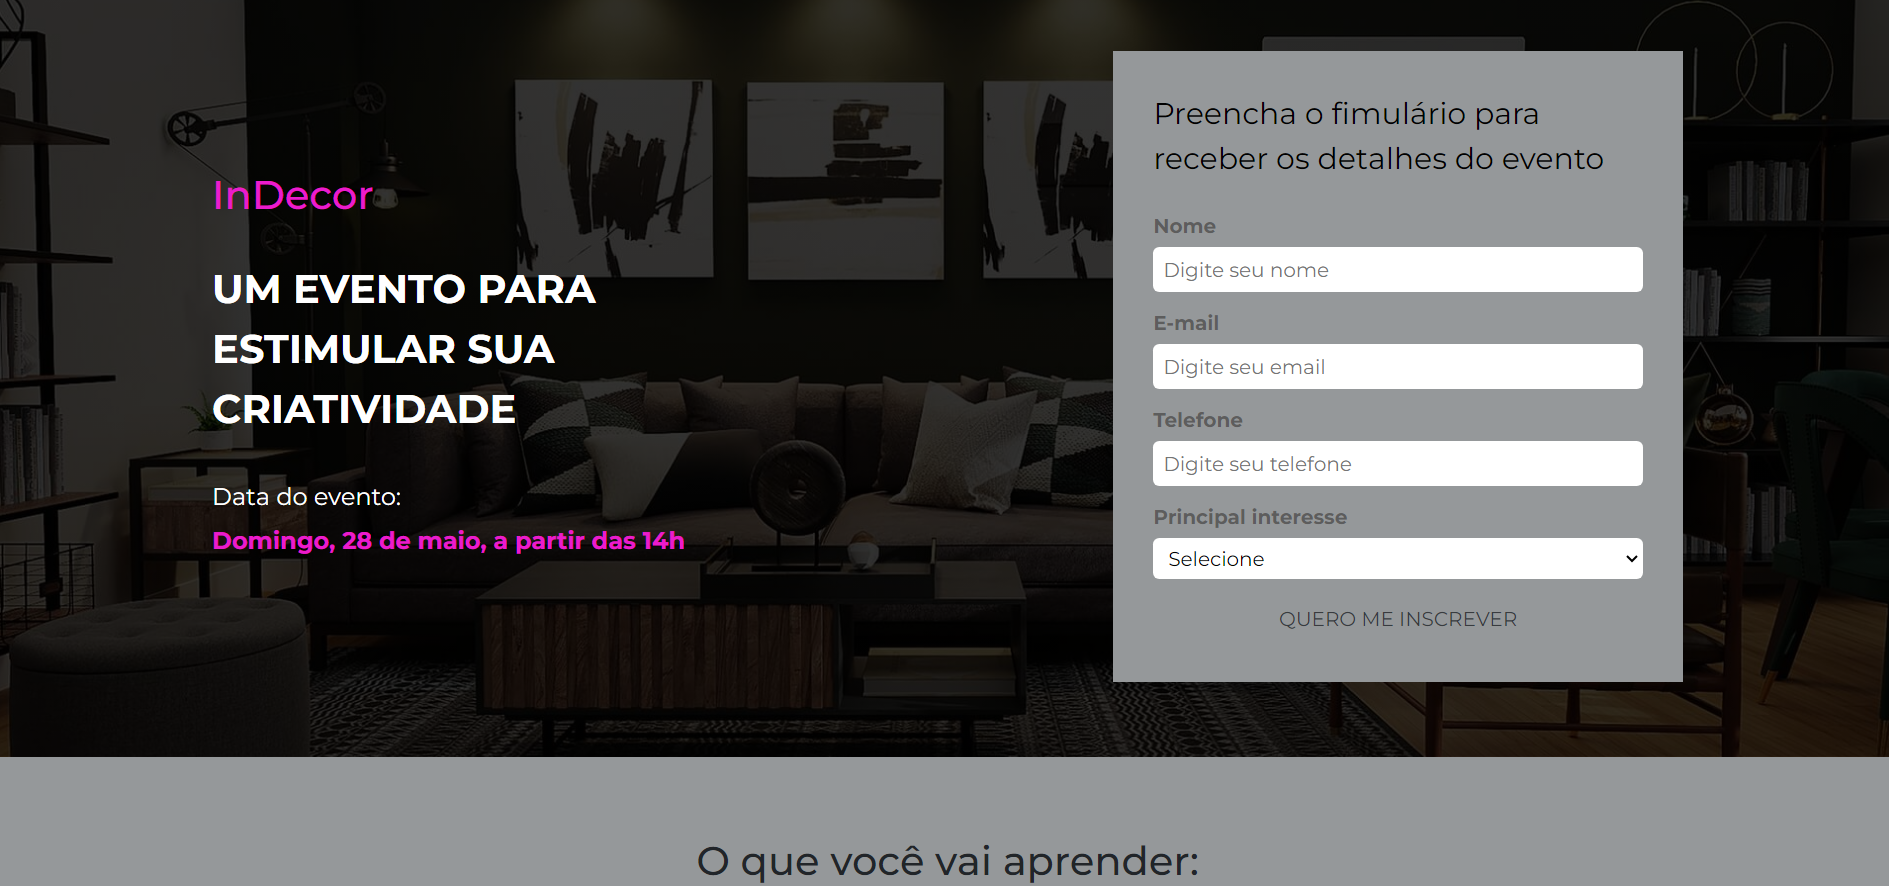 InDecor
UM EVENTO PARA
ESTIMULAR SUA
CRIATIVIDADE
Data do evento:
Domingo, 28 de maio, a partir das 14h
Preencha o fimulário para
receber os detalhes do evento
Nome
Digite seu nome
E-mail
Digite seu email
Telefone
Digite seu telefone
Principal interesse
Selecione
QUERO ME INSCREVER
O que você vai aprender: